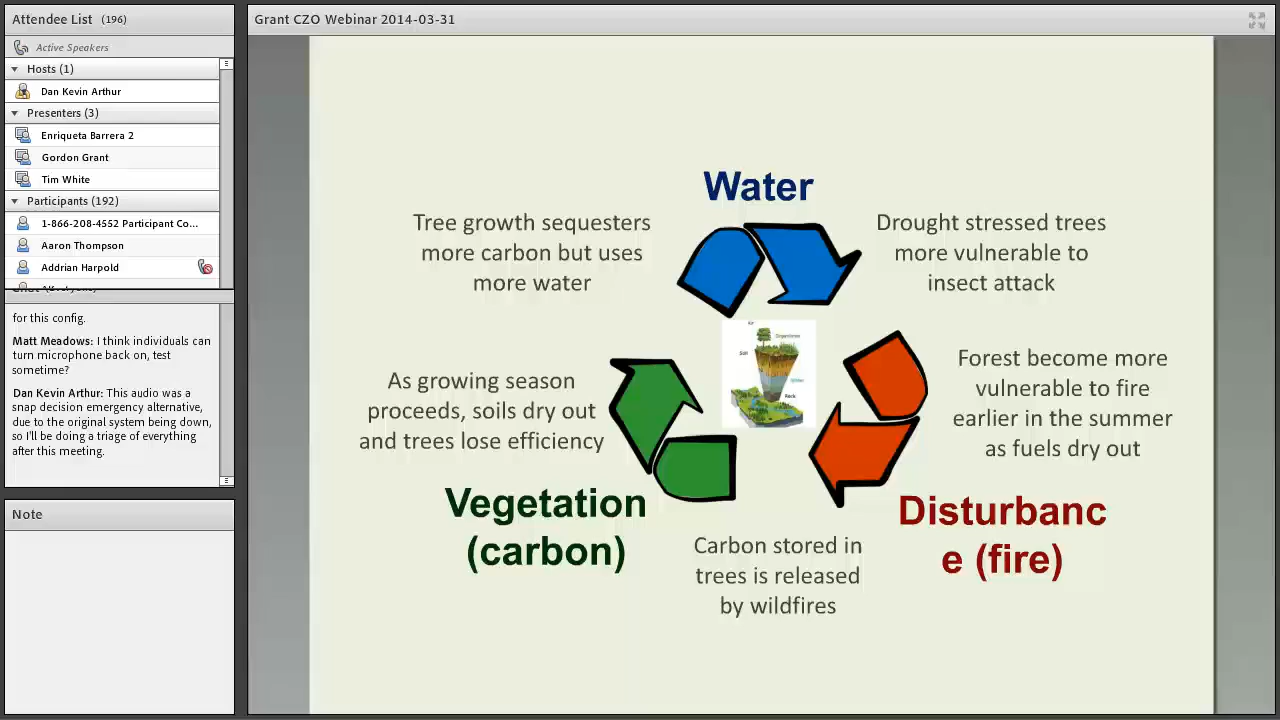 Attendee List (196)
Active Speakers
Hosts (1)
Dan Kevin Arthur
Presenters (3)
Enriqueta Barrera 2
Gordon Grant
Tim White
Participants (192)
1-866-208-4552 Participant Co...
Aaron Thompson
Addrian Harpold
for this config.
Matt Meadows: I think individuals can
turn microphone back on, test
sometime?
Dan Kevin Arthur: This audio was a
snap decision emergency alternative,
due to the original system being down,
so I'll be doing a triage of everything
after this meeting.
Note
Grant CZO Webinar 2014-03-31
Water
Tree growth sequesters
more carbon but uses
more water
Drought stressed trees
more vulnerable to
insect attack
Soil
Rock
As growing season
proceeds, soils dry out
and trees lose efficiency
Forest become more
vulnerable to fire
earlier in the summer
as fuels dry out
Vegetation
(carbon)
Disturbanc
e (fire)
Carbon stored in
trees is released
by wildfires